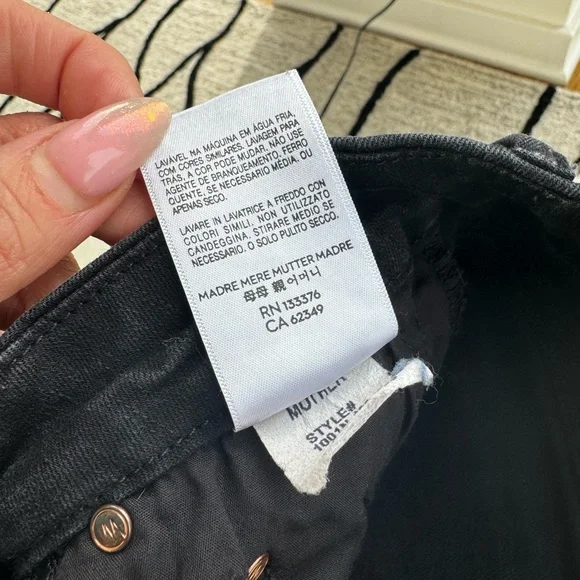 LAVÁVEL NA MÁQUINA EM ÁGUA FRIA,
COM CORES SIMILARES. LAVAGEM PARA
TRÁS, A COR PODE MUDAR. NÃO USE
AGENTE DE BRANQUEAMENTO. FERRO
QUENTE, SE NECESSARIO MÉDIA. OU
APENAS SECO.
LAVARE IN LAVATRICE A FREDDO CON
COLORI SIMILI. NON UTILIZZATO
CANDEGGINA. STIRARE MEDIO SE
NECESSARIO. O SOLO PULITO SECCO.
MADRE MERE MUTTER MADRE
母母 親 어머니
RN 133376
CA 62349
STYLE#